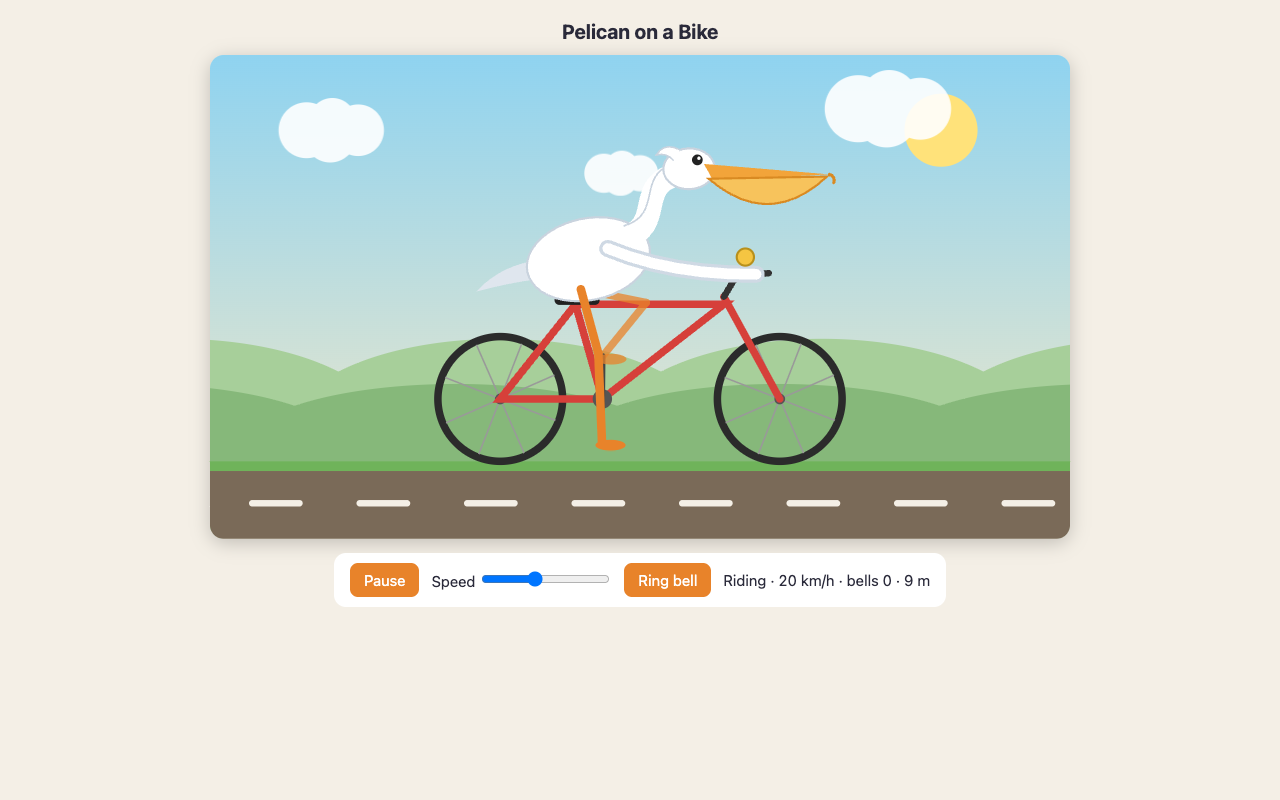 Pelican on a Bike
Pause
Speed
Ring bell
Riding · 20 km/h · bells 0 · 9 m